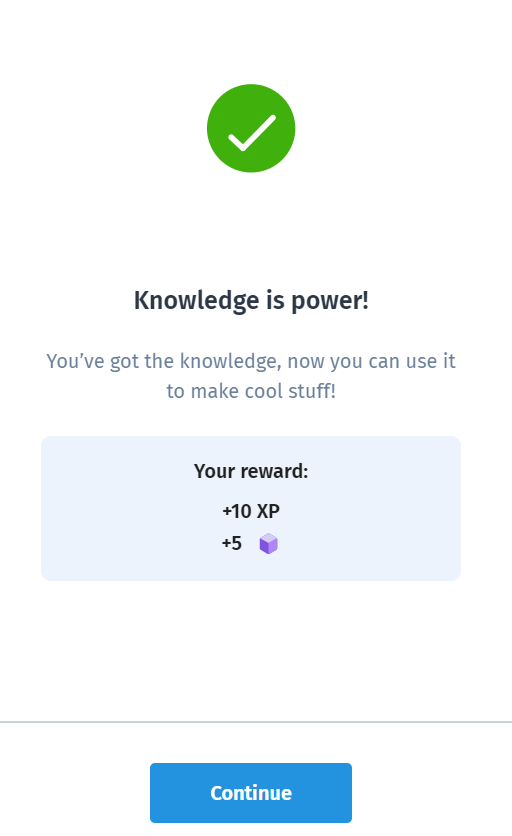 Knowledge is power!
You’ve got the knowledge, now you can use it
to make cool stuff!
Your reward:
+10 XP
+5
Continue